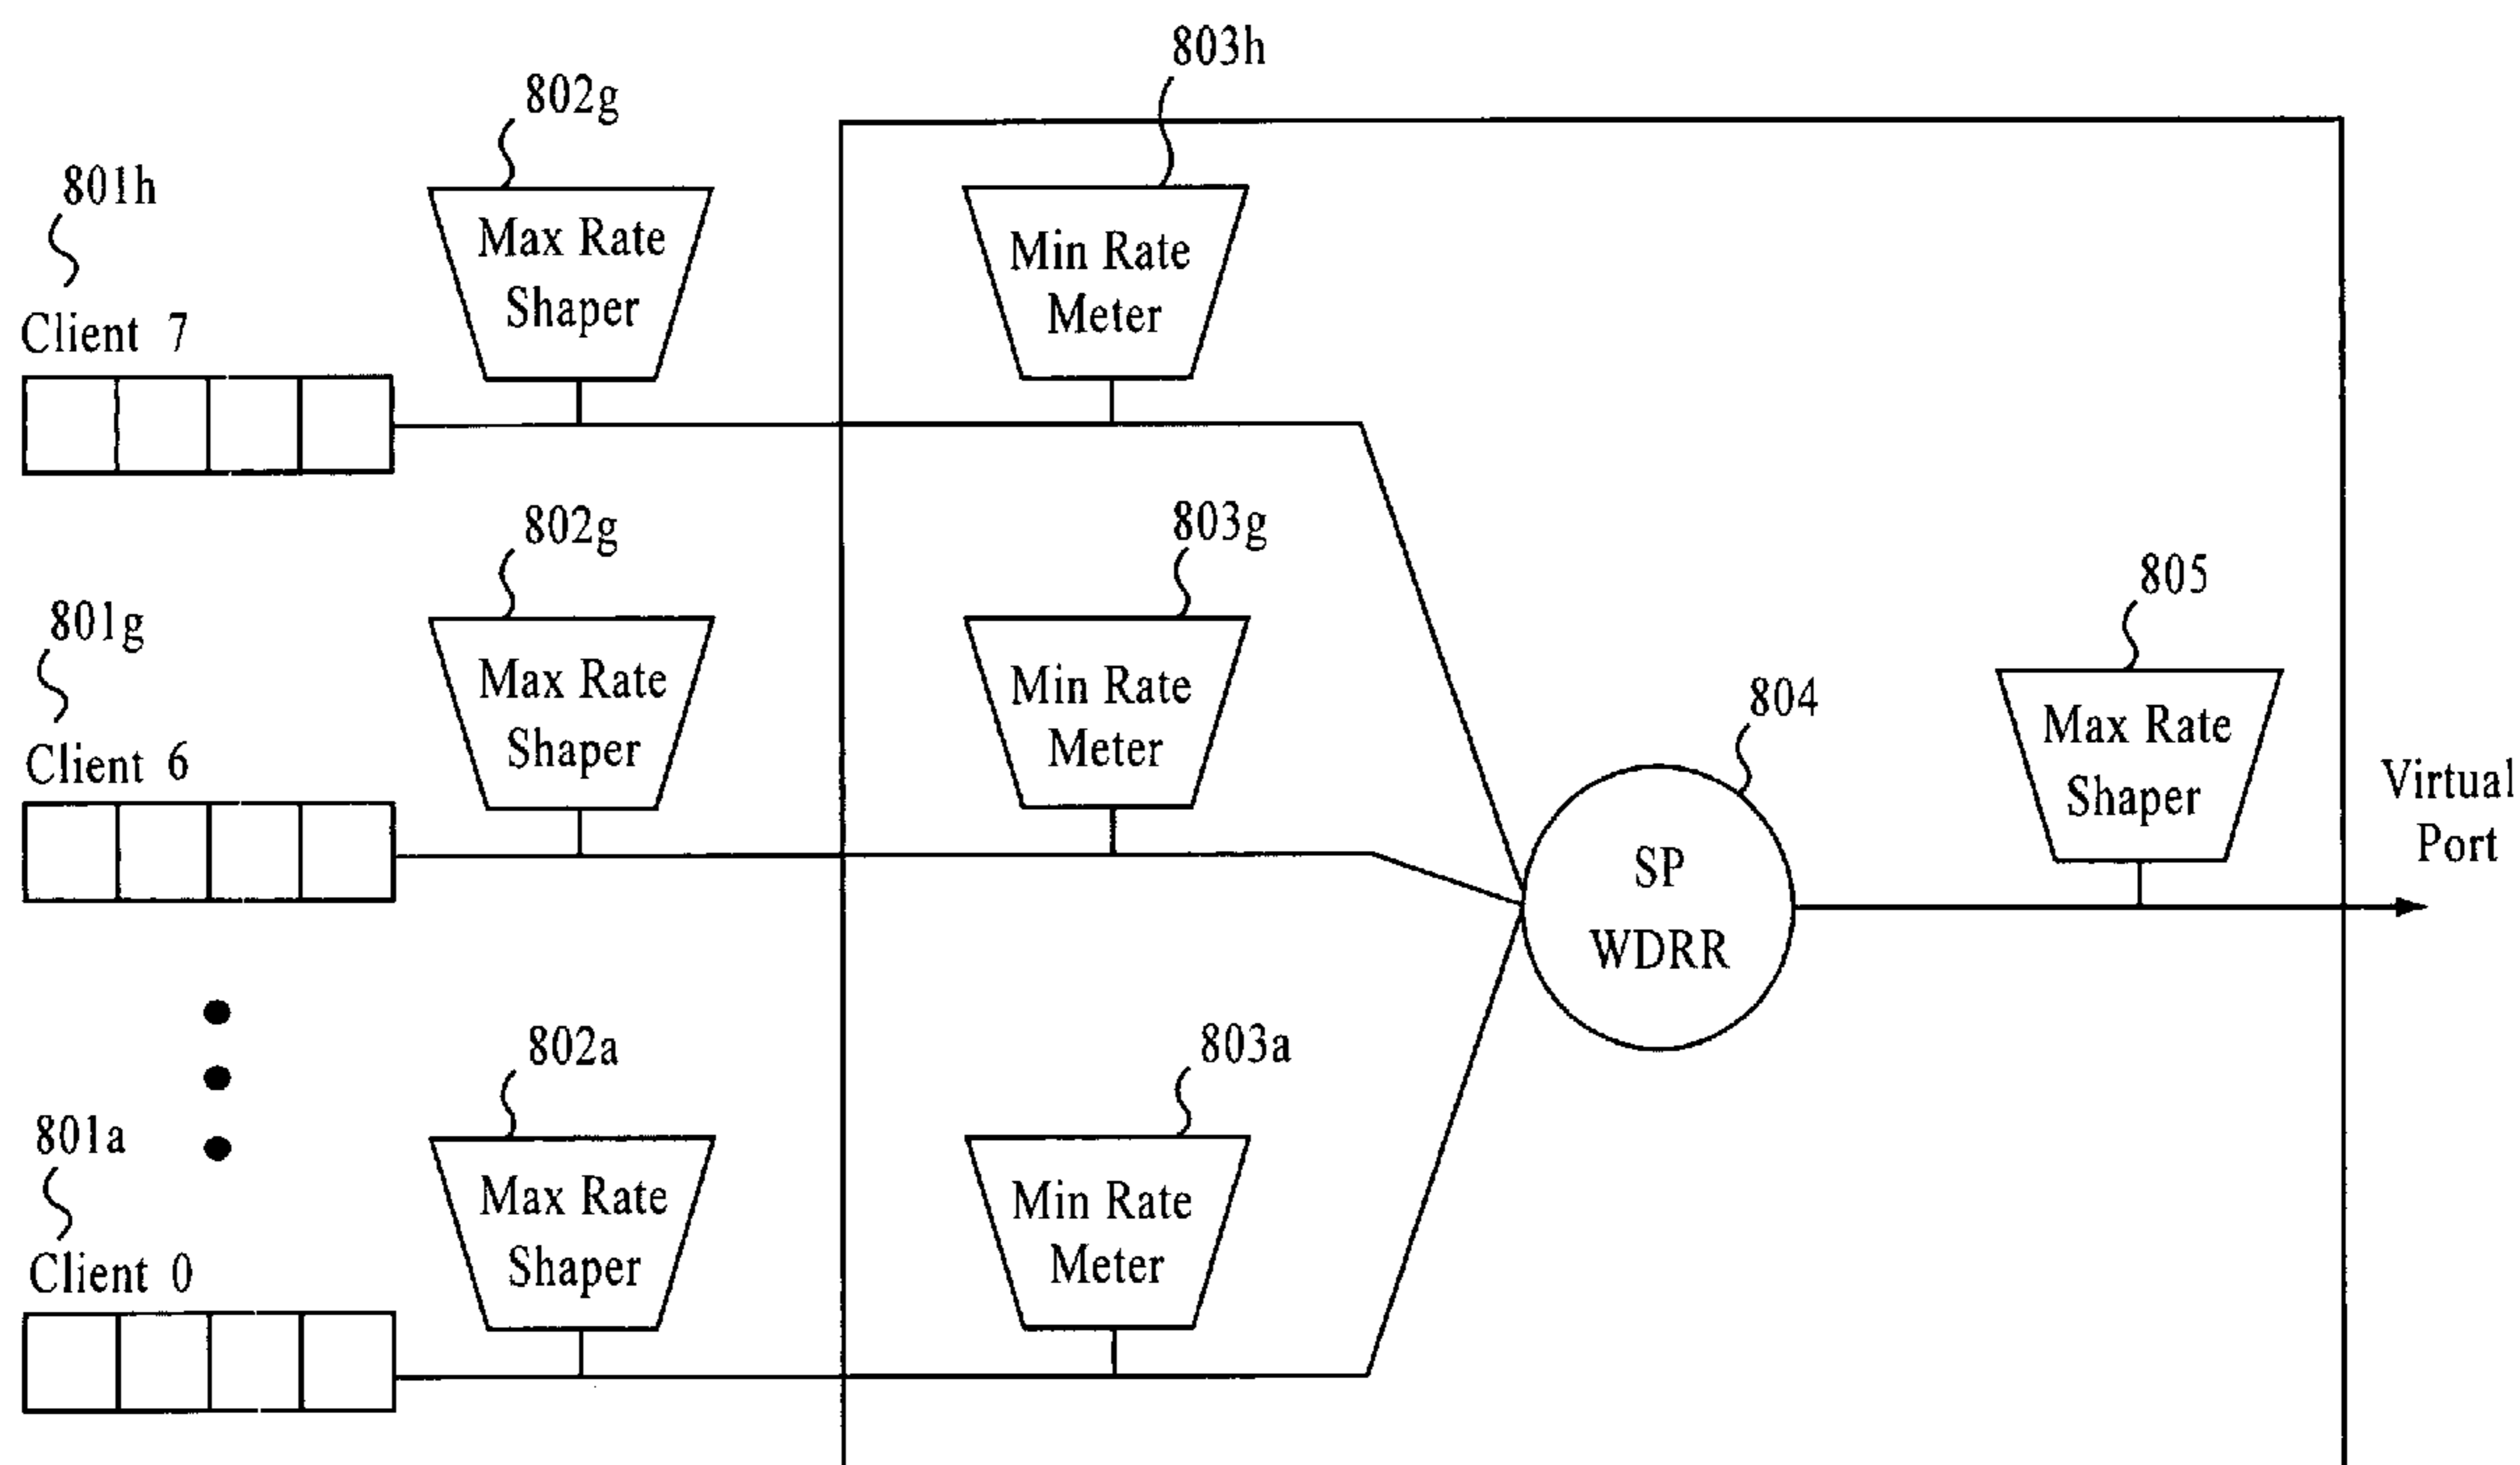 803h
802g
801h
Max Rate
Shaper
Min Rate
Meter
Client 7
802g
803g
805
801g
Max Rate
Shaper
Min Rate
Meter
804
Max Rate
Shaper
Client 6
Virtual
Port
SP
WDRR
802a
803a
801a
Max Rate
Shaper
Min Rate
Meter
Client 0